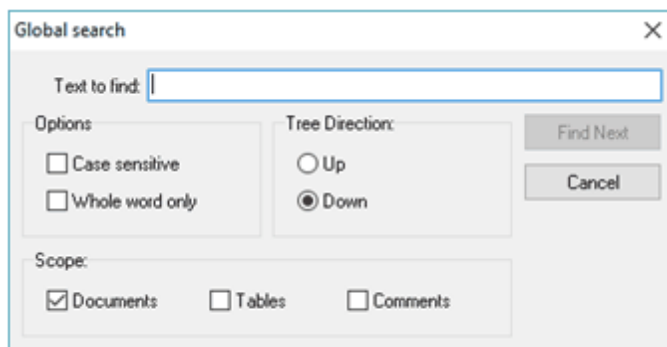 Global search
Text to find:
Options
Case sensitive
Whole word only
Tree Direction:
Up
Down
Find Next
Cancel
Scope:
Documents Tables Comments